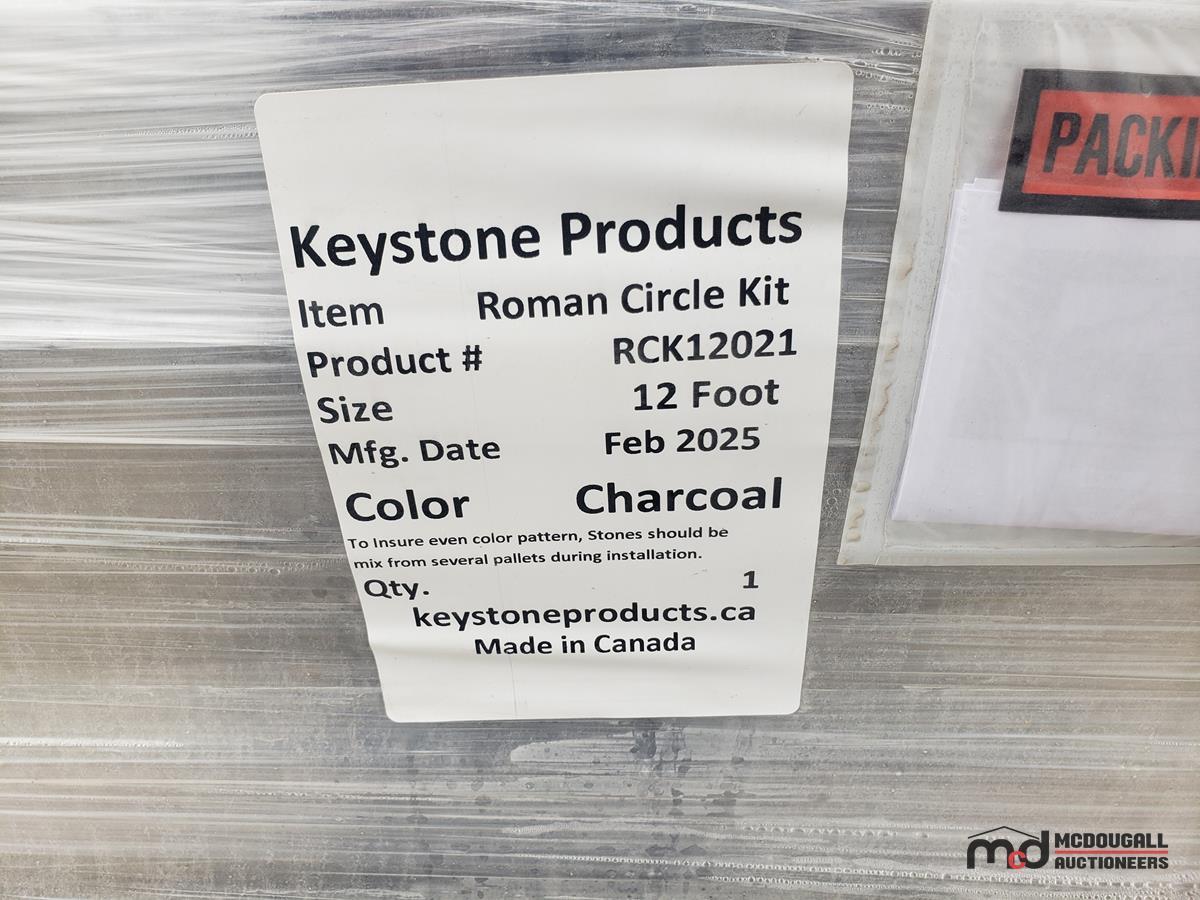 Keystone Products
Item Roman Circle Kit
Product # RCK12021
Size 12 Foot
Mfg. Date Feb 2025
Color Charcoal
To Insure even color pattern, Stones should be
mix from several pallets during installation.
Qty. 1
keystoneproducts.ca
Made in Canada
PACKI
mcd MCDOUGALL
AUCTIONEERS